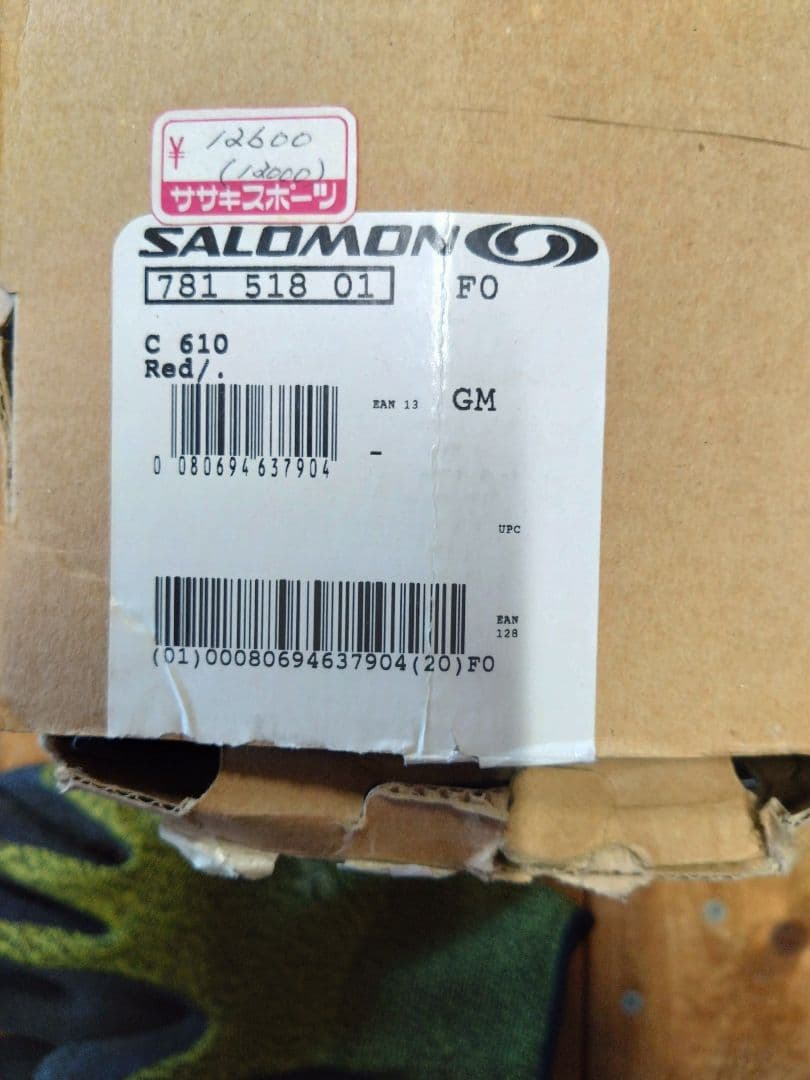 ¥ 12600
(12000)
ササキスポーツ
SALOMON
781 518 01 F0
C 610
Red/.
EAN 13 GM
0 080694 637904 -
UPC
EAN
128
(01)00080694637904(20)F0